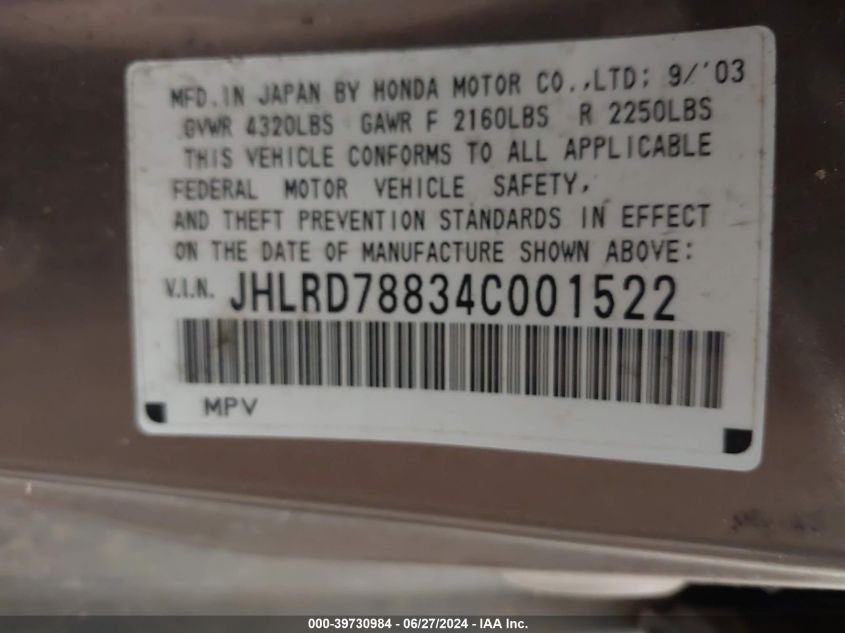 MFD.IN JAPAN BY HONDA MOTOR CO.,LTD: 9/'03
GVWR 4320LBS GAWR F 2160LBS R 2250LBS
THIS VEHICLE CONFORMS TO ALL APPLICABLE
FEDERAL MOTOR VEHICLE SAFETY,
AND THEFT PREVENTION STANDARDS IN EFFECT
ON THE DATE OF MANUFACTURE SHOWN ABOVE:
V.I.N. JHLRD78834C001522
MPV
000-39730984 - 06/27/2024 - IAA Inc.